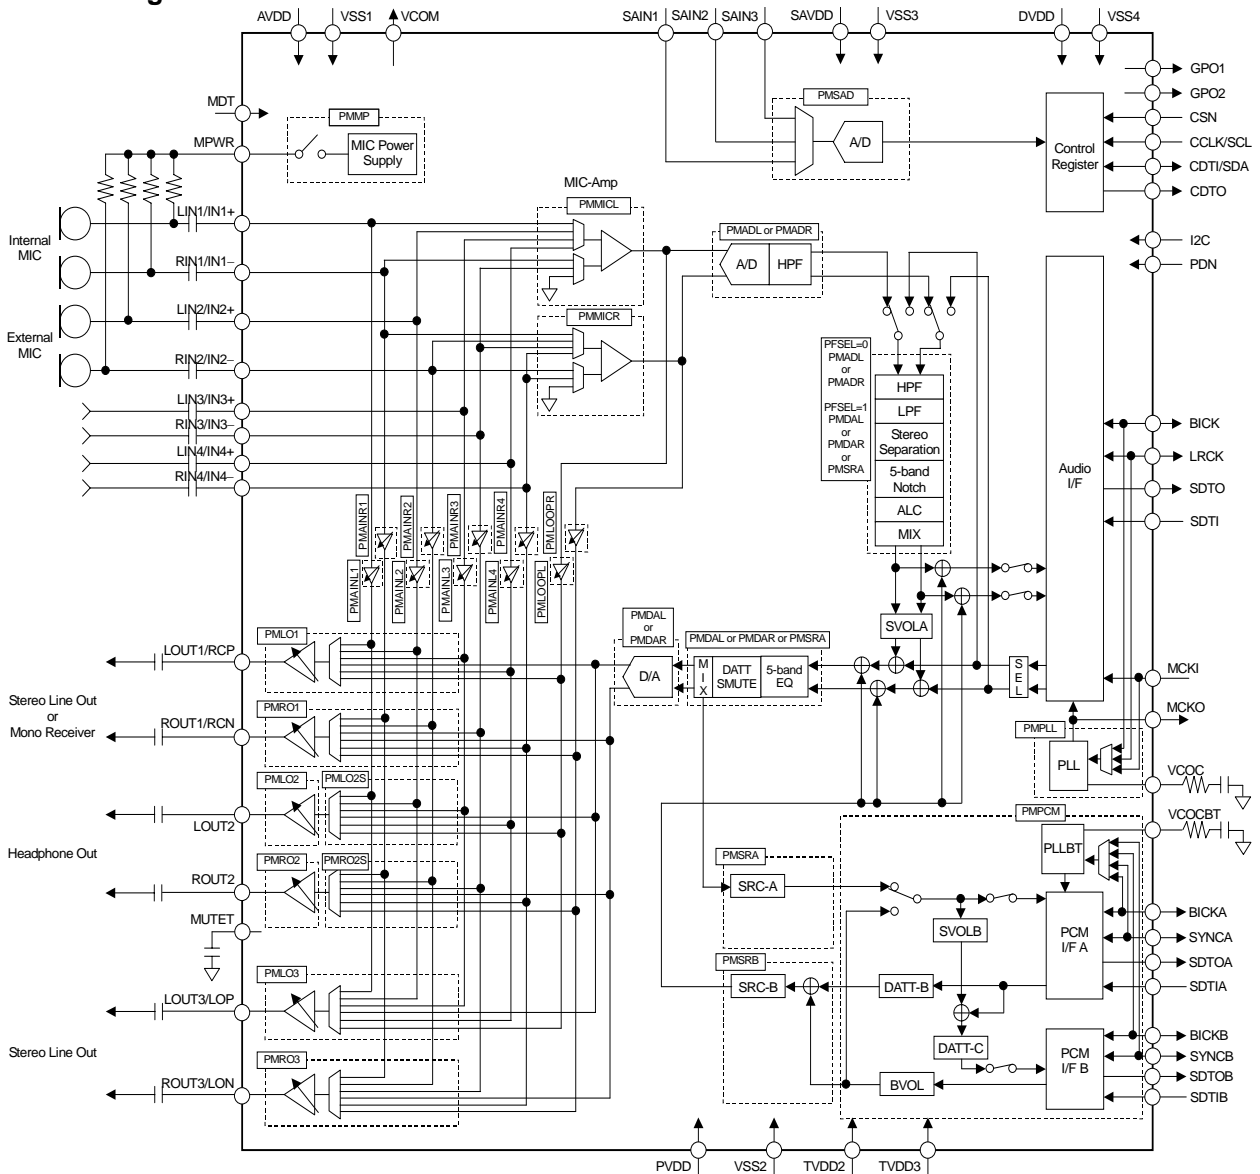 g
AVDD
VSS1
VCOM
SAIN1
SAIN2
SAIN3
SAVDD
VSS3
DVDD
VSS4
GPO1
GPO2
CSN
CCLK/SCL
CDTI/SDA
CDTO
I2C
PDN
MDT
MPWR
PMMP
MIC Power
Supply
PMSAD
A/D
Control
Register
MIC-Amp
PMMICL
PMMICR
PMADL or PMADR
A/D
HPF
Internal
MIC
External
MIC
LIN1/IN1+
RIN1/IN1−
LIN2/IN2+
RIN2/IN2−
LIN3/IN3+
RIN3/IN3−
LIN4/IN4+
RIN4/IN4−
PFSEL=0
PMADL
or
PMADR
PFSEL=1
PMDAL
or
PMDAR
or
PMSRA
HPF
LPF
Stereo
Separation
5-band
Notch
ALC
MIX
Audio
I/F
BICK
LRCK
SDTO
SDTI
MCKI
MCKO
PMAINR1
PMAINR2
PMAINR3
PMAINR4
PMLOOPR
PMAINL1
PMAINL2
PMAINL3
PMAINL4
PMLOOPL
SVOLA
SEL
PMDAL
or
PMDAR
D/A
PMDAL or PMDAR or PMSRA
MIX
DATT
SMUTE
5-band
EQ
PMPLL
PLL
VCOC
VCOCBT
PMLO1
LOUT1/RCP
Stereo Line Out
or
Mono Receiver
PMRO1
ROUT1/RCN
PMLO2
PMLO2S
LOUT2
Headphone Out
PMRO2
PMRO2S
ROUT2
MUTET
PMLO3
LOUT3/LOP
Stereo Line Out
PMRO3
ROUT3/LON
PMPCM
PLLBT
PMSRA
SRC-A
SVOLB
PCM
I/F A
BICKA
SYNCA
SDTOA
SDTIA
PMSRB
SRC-B
DATT-B
DATT-C
BVOL
PCM
I/F B
BICKB
SYNCB
SDTOB
SDTIB
PVDD
VSS2
TVDD2
TVDD3